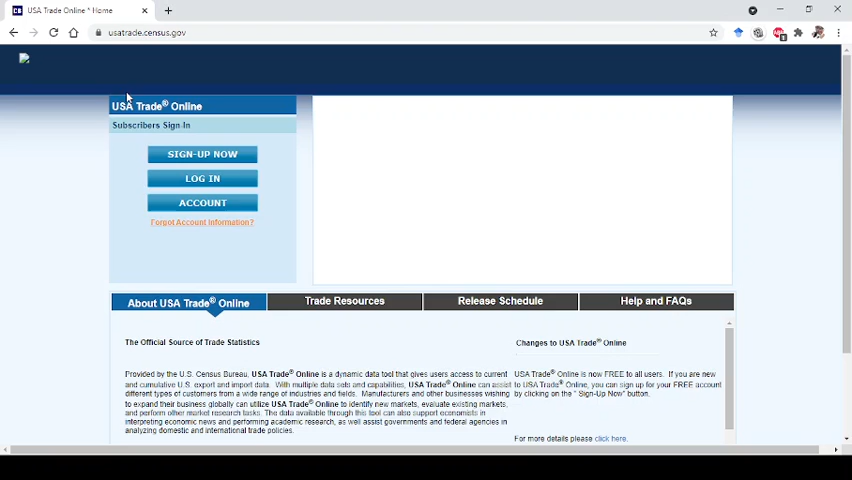 CB USA Trade Online * Home
usatrade.census.gov
USA Trade® Online
Subscribers Sign-In
SIGN-UP NOW
LOG IN
ACCOUNT
Forgot Account Information?
About USA Trade® Online
Trade Resources
Release Schedule
Help and FAQs
The Official Source of Trade Statistics
Provided by the U.S. Census Bureau, USA Trade® Online is a dynamic data tool that gives users access to current
and cumulative U.S. export and import data. With multiple data sets and capabilities, USA Trade® Online can assist
different types of customers from a wide range of industries and fields. Manufacturers and other businesses wishing
to expand their business globally can utilize USA Trade® Online to identify new markets, evaluate existing markets,
and perform other market research tasks. The data available through this tool can also support economists in
interpreting economic news and performing academic research, as well assist governments and federal agencies in
analyzing domestic and international trade policies.
Changes to USA Trade® Online
USA Trade® Online is now FREE to all users. If you are new
to USA Trade® Online, you can sign up for your FREE account
by clicking on the " Sign-Up Now" button.
For more details please click here.